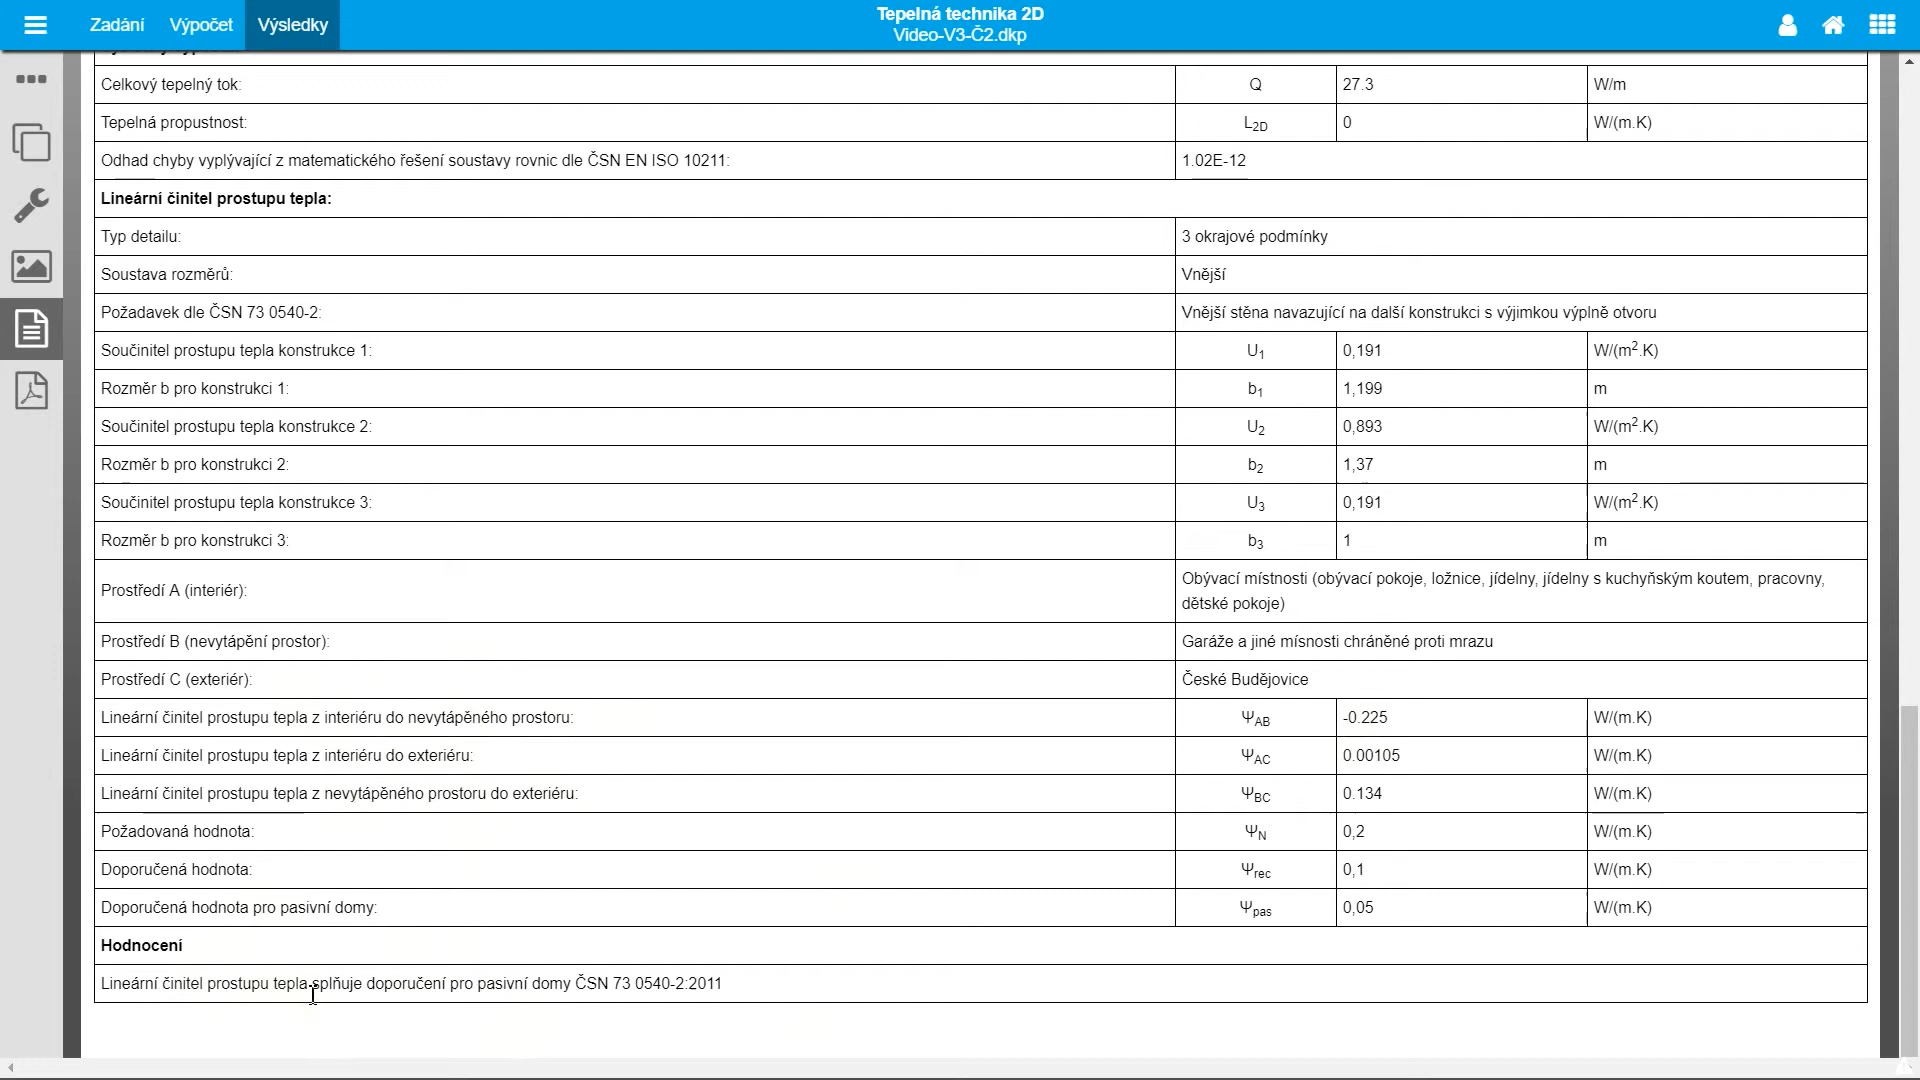 Zadání Výpočet Výsledky
Tepelná technika 2D
Video-V3-Č2.dkp
Celkový tepelný tok: Q 27.3 W/m
Tepelná propustnost: L2D 0 W/(m.K)
Odhad chyby vyplývající z matematického řešení soustavy rovnic dle ČSN EN ISO 10211: 1.02E-12
Lineární činitel prostupu tepla:
Typ detailu: 3 okrajové podmínky
Soustava rozměrů: Vnější
Požadavek dle ČSN 73 0540-2: Vnější stěna navazující na další konstrukci s výjimkou výplně otvoru
Součinitel prostupu tepla konstrukce 1: U1 0,191 W/(m2.K)
Rozměr b pro konstrukci 1: b1 1,199 m
Součinitel prostupu tepla konstrukce 2: U2 0,893 W/(m2.K)
Rozměr b pro konstrukci 2: b2 1,37 m
Součinitel prostupu tepla konstrukce 3: U3 0,191 W/(m2.K)
Rozměr b pro konstrukci 3: b3 1 m
Prostředí A (interiér): Obývací místnosti (obývací pokoje, ložnice, jídelny, jídelny s kuchyňským koutem, pracovny,
dětské pokoje)
Prostředí B (nevytápění prostor): Garáže a jiné mísnosti chráněné proti mrazu
Prostředí C (exteriér): České Budějovice
Lineární činitel prostupu tepla z interiéru do nevytápěného prostoru: ΨAB -0.225 W/(m.K)
Lineární činitel prostupu tepla z interiéru do exteriéru: ΨAC 0.00105 W/(m.K)
Lineární činitel prostupu tepla z nevytápěného prostoru do exteriéru: ΨBC 0.134 W/(m.K)
Požadovaná hodnota: ΨN 0,2 W/(m.K)
Doporučená hodnota: Ψrec 0,1 W/(m.K)
Doporučená hodnota pro pasivní domy: Ψpas 0,05 W/(m.K)
Hodnocení
Lineární činitel prostupu tepla splňuje doporučení pro pasivní domy ČSN 73 0540-2:2011